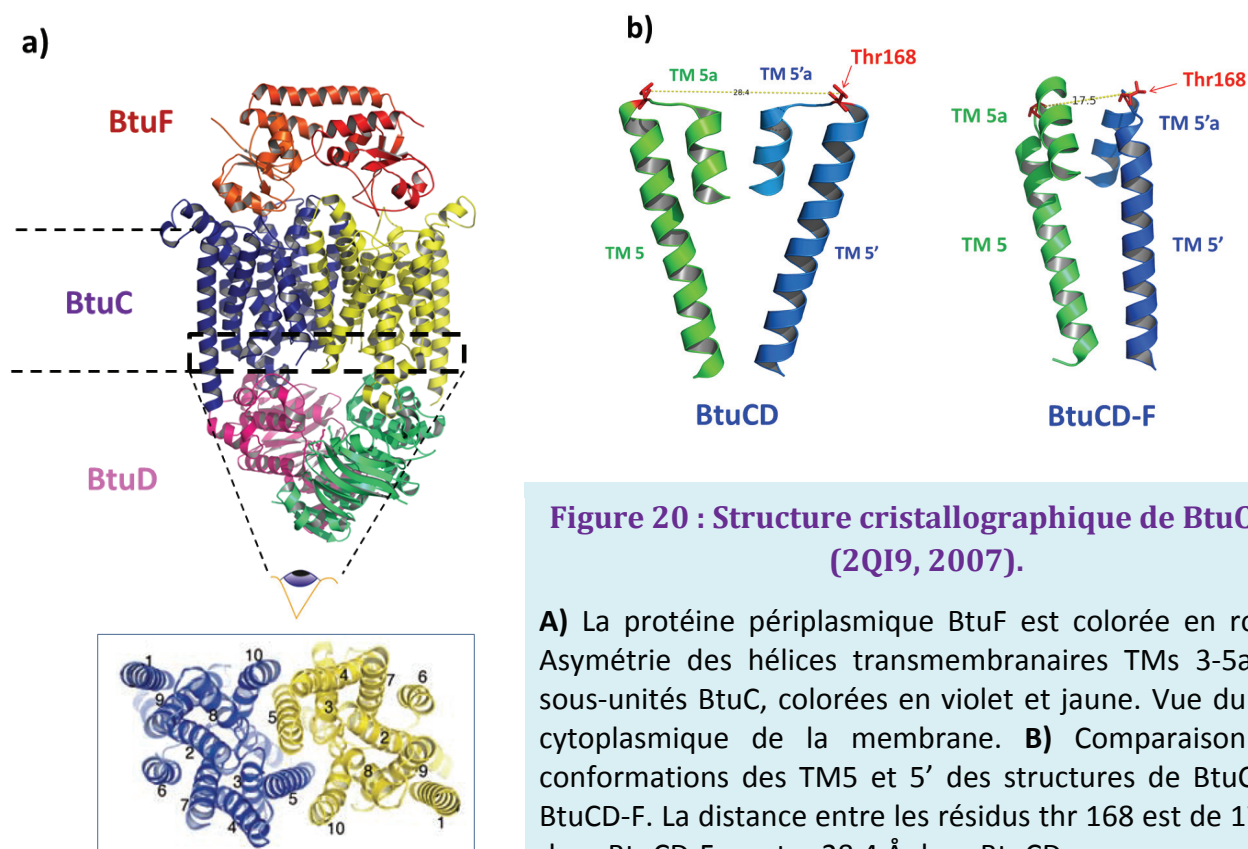 a)
BtuF
BtuC
BtuD
1
10
9
8
4
7
6
5
3
2
2
6
7
3
5
4
8
9
10
1
b)
TM 5a
TM 5'a
Thr168
28.4
TM 5
TM 5'
BtuCD
Thr168
17.5
TM 5a
TM 5'a
TM 5
TM 5'
BtuCD-F
Figure 20 : Structure cristallographique de Btu
(2QI9, 2007).
A) La protéine périplasmique BtuF est colorée en
Asymétrie des hélices transmembranaires TMs 3-5a
sous-unités BtuC, colorées en violet et jaune. Vue du
cytoplasmique de la membrane. B) Comparaison
conformations des TM5 et 5' des structures de
BtuCD-F. La distance entre les résidus thr 168 est de
28.4 Å BtuCD